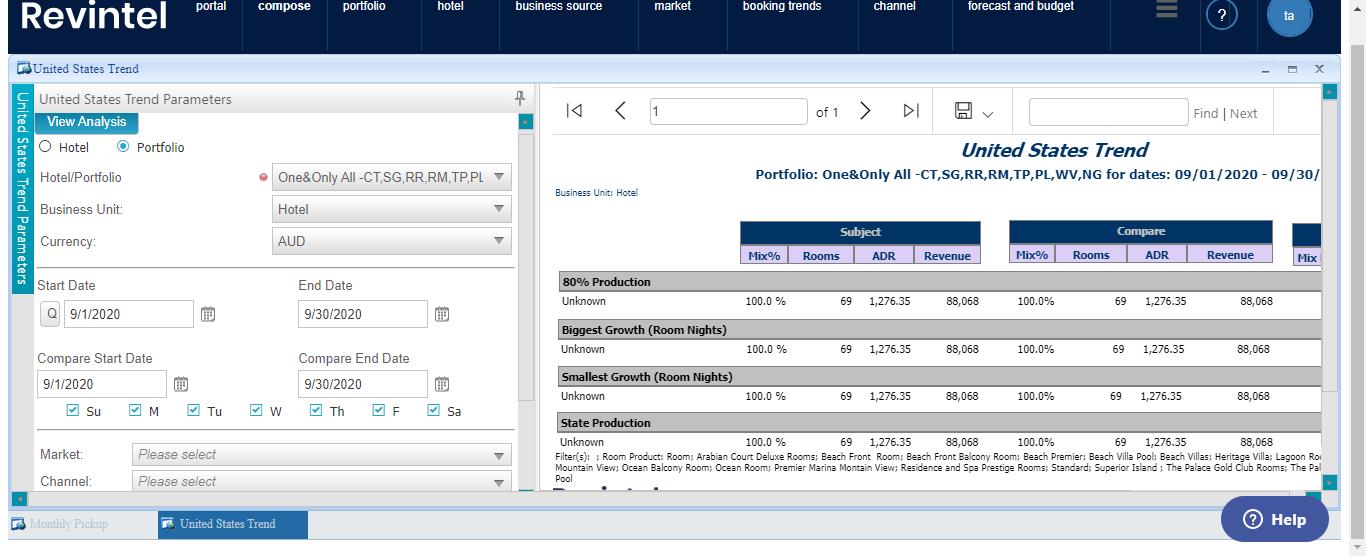 Revintel
portal compose portfolio hotel business source market booking trends channel forecast and budget
? ta
United States Trend
United States Trend Parameters
United States Trend Parameters
View Analysis
Hotel Portfolio
Hotel/Portfolio One&Only All -CT,SG,RR,RM,TP,PL
Business Unit: Hotel
Currency: AUD
Start Date End Date
Q 9/1/2020 9/30/2020
Compare Start Date Compare End Date
9/1/2020 9/30/2020
Su M Tu W Th F Sa
Market: Please select
Channel: Please select
1 of 1 Find | Next
United States Trend
Portfolio: One&Only All -CT,SG,RR,RM,TP,PL,WV,NG for dates: 09/01/2020 - 09/30/
Business Unit: Hotel
Subject Compare
Mix% Rooms ADR Revenue Mix% Rooms ADR Revenue Mix
80% Production
Unknown 100.0 % 69 1,276.35 88,068 100.0% 69 1,276.35 88,068
Biggest Growth (Room Nights)
Unknown 100.0 % 69 1,276.35 88,068 100.0% 69 1,276.35 88,068
Smallest Growth (Room Nights)
Unknown 100.0 % 69 1,276.35 88,068 100.0% 69 1,276.35 88,068
State Production
Unknown 100.0 % 69 1,276.35 88,068 100.0% 69 1,276.35 88,068
Filter(s): ; Room Product: Room; Arabian Court Deluxe Rooms; Beach Front Room; Beach Front Balcony Room; Beach Premier; Beach Villa Pool; Beach Villas; Heritage Villa; Lagoon Ro
Mountain View; Ocean Balcony Room; Ocean Room; Premier Marina Montain View; Residence and Spa Prestige Rooms; Standard; Superior Island ; The Palace Gold Club Rooms; The Pal
Pool
Monthly Pickup United States Trend
? Help